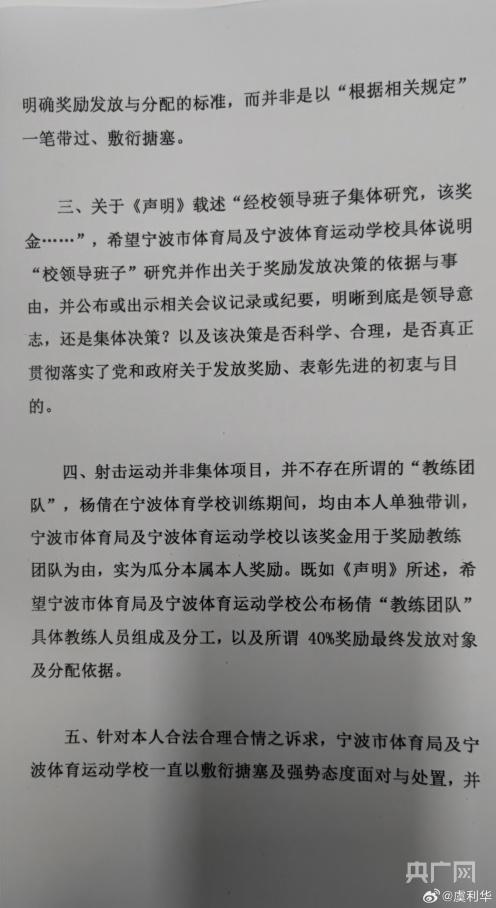 明确奖励发放与分配的标准，而并非是以“根据相关规定”
一笔带过、敷衍搪塞。
三、关于《声明》载述“经校领导班子集体研究，该奖
金……”，希望宁波市体育局及宁波体育运动学校具体说明
“校领导班子”研究并作出关于奖励发放决策的依据与事
由，并公布或出示相关会议记录或纪要，明晰到底是领导意
志，还是集体决策？以及该决策是否科学、合理，是否真正
贯彻落实了党和政府关于发放奖励、表彰先进的初衷与目
的。
四、射击运动并非集体项目，并不存在所谓的“教练团
队”，杨倩在宁波体育学校训练期间，均由本人单独带训，
宁波市体育局及宁波体育运动学校以该奖金用于奖励教练
团队为由，实为瓜分本属本人奖励。既如《声明》所述，希
望宁波市体育局及宁波体育运动学校公布杨倩“教练团队”
具体教练人员组成及分工，以及所谓 40%奖励最终发放对象
及分配依据。
五、针对本人合法合理合情之诉求，宁波市体育局及宁
波体育运动学校一直以敷衍搪塞及强势态度面对与处置，并
央广网
@虞利华